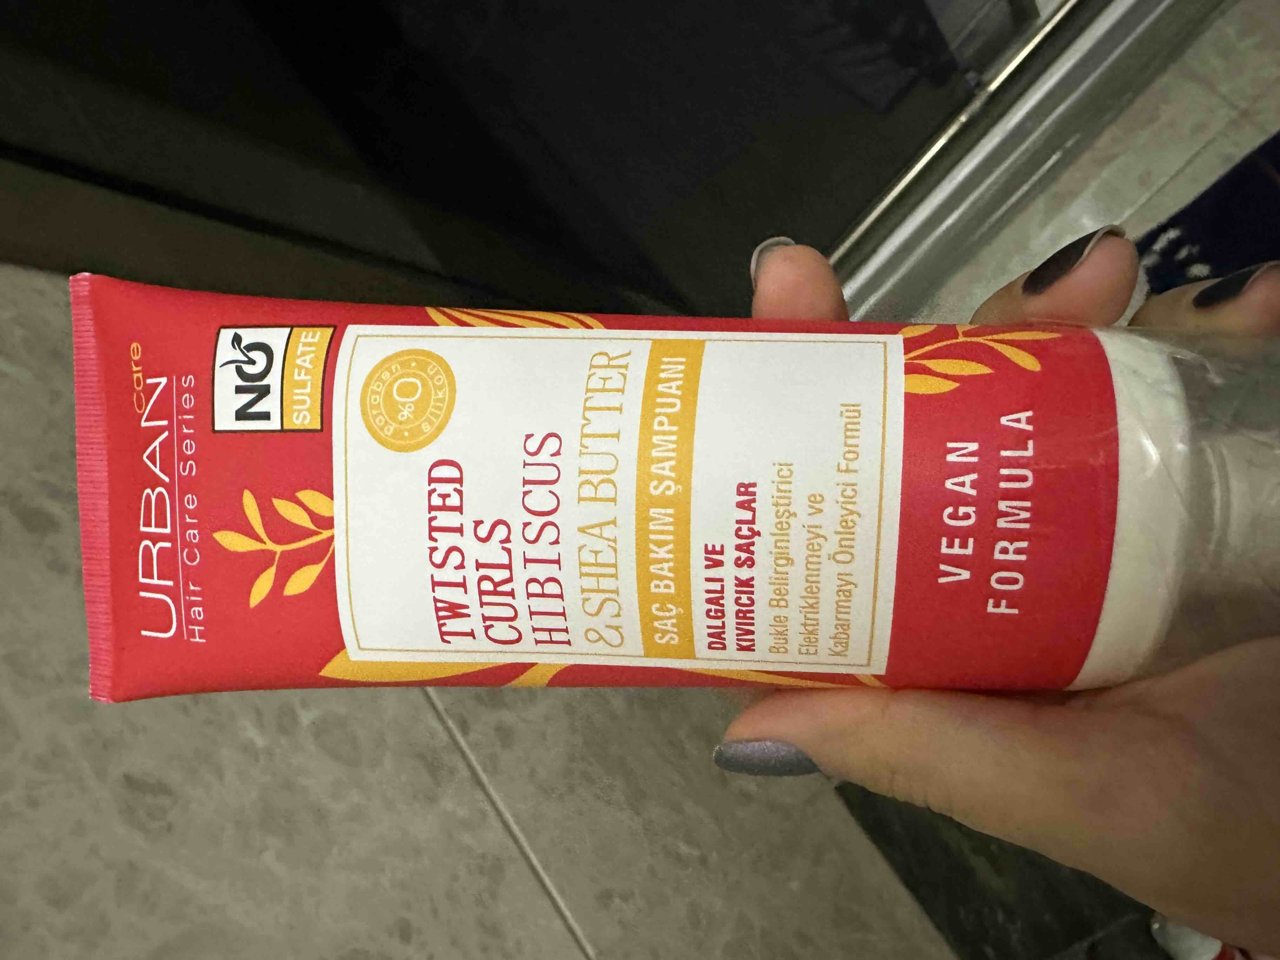 URBAN care
Hair Care Series
NO
SULFATE
paraben • silikon •
%0
TWISTED
CURLS
HIBISCUS
& SHEA BUTTER
SAÇ BAKIM ŞAMPUANI
DALGALI VE
KIVIRCIK SAÇLAR
Bukle Belirginleştirici
Elektriklenmeyi ve
Kabarmayı Önleyici Formül
VEGAN
FORMULA